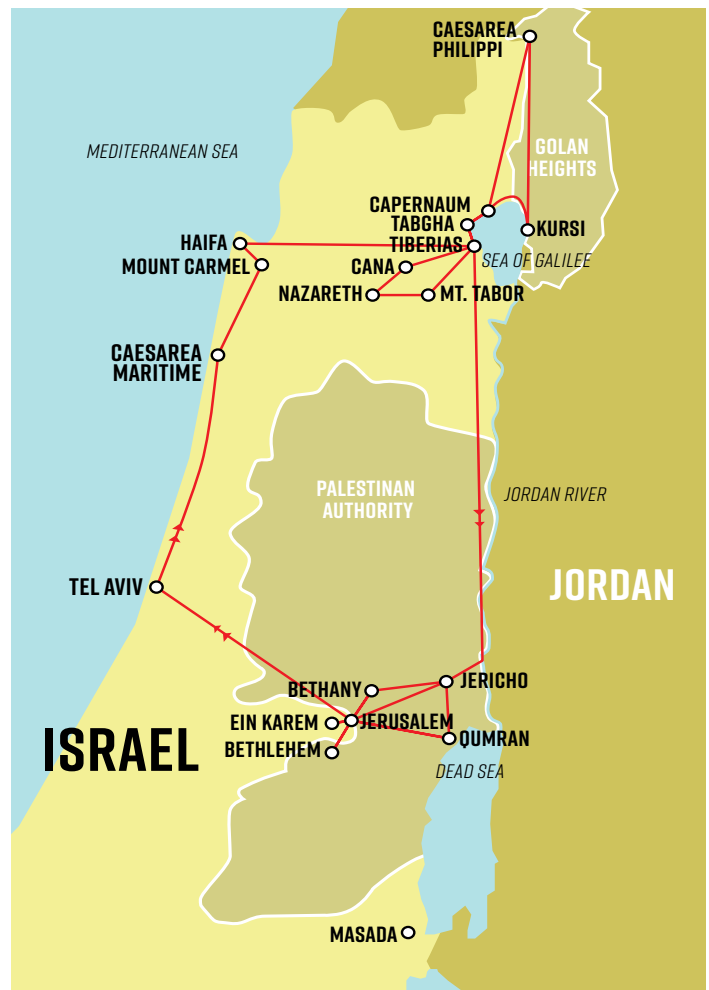 CAESAREA
PHILIPPI
MEDITERRANEAN SEA
GOLAN
HEIGHTS
CAPERNAUM
TABGHA
KURSI
HAIFA
TIBERIAS
MOUNT CARMEL
CANA
SEA OF GALILEE
NAZARETH
MT. TABOR
CAESAREA
MARITIME
PALESTINAN
AUTHORITY
JORDAN RIVER
TEL AVIV
JORDAN
BETHANY
JERICHO
EIN KAREM
JERUSALEM
ISRAEL
BETHLEHEM
QUMRAN
DEAD SEA
MASADA